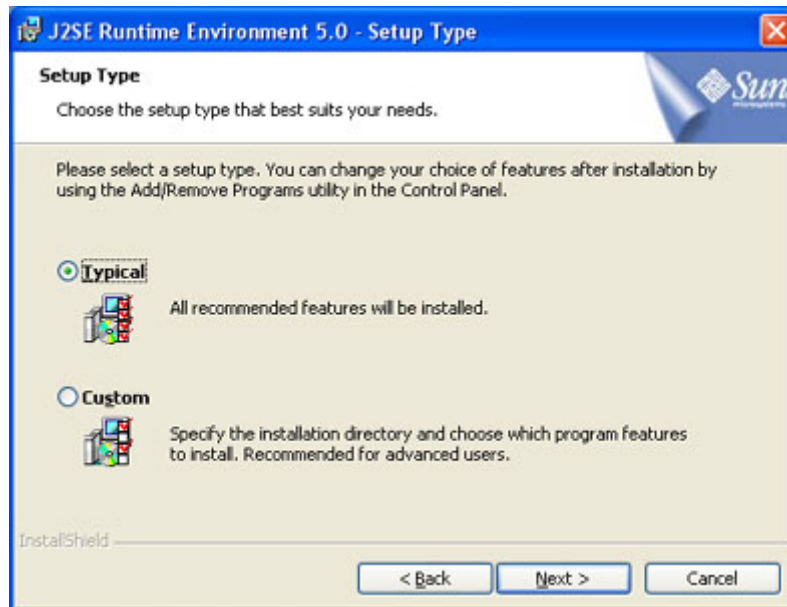 J2SE Runtime Environment 5.0 - Setup Type
Setup Type
Choose the setup type that best suits your needs.
Sun
microsystems
Please select a setup type. You can change your choice of features after installation by
using the Add/Remove Programs utility in the Control Panel.
Typical
All recommended features will be installed.
Custom
Specify the installation directory and choose which program features
to install. Recommended for advanced users.
InstallShield
< Back
Next >
Cancel